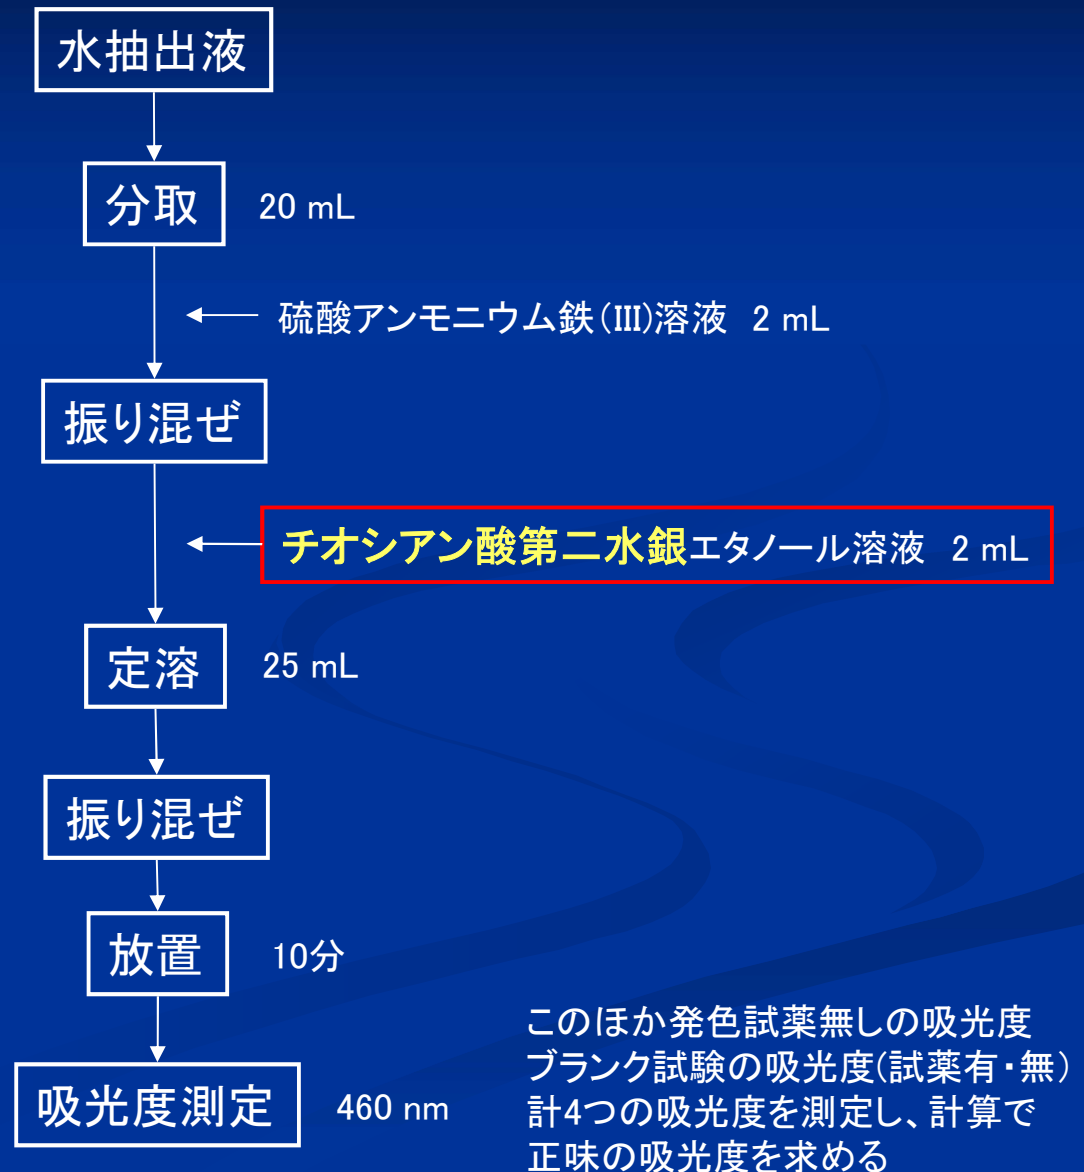 水抽出液
分取 20 mL
硫酸アンモニウム鉄(III)溶液 2 mL
振り混ぜ
チオシアン酸第二水銀エタノール溶液 2 mL
定溶 25 mL
振り混ぜ
放置 10分
吸光度測定 460 nm
このほか発色試薬無しの吸光度
ブランク試験の吸光度(試薬有・無)
計4つの吸光度を測定し、計算で
正味の吸光度を求める